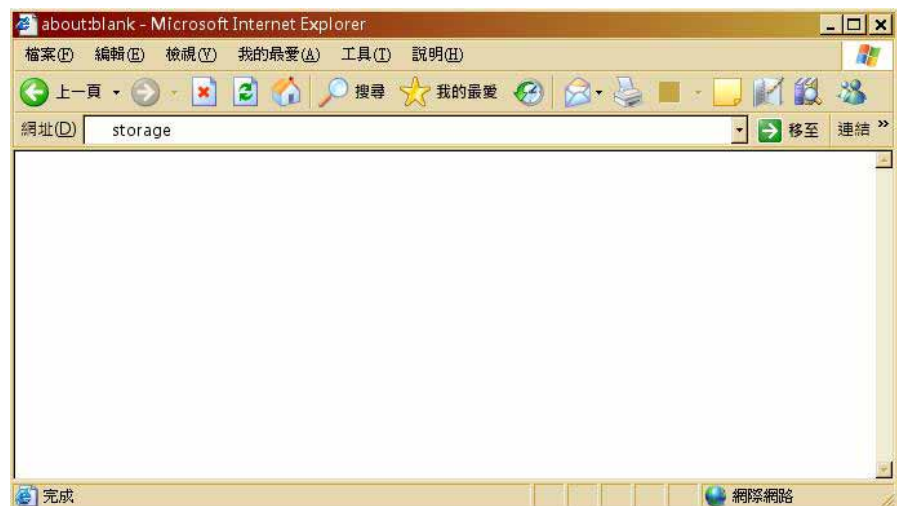 about:blank - Microsoft Internet Explorer
檔案(F) 編輯(E) 檢視(V) 我的最愛(A) 工具(T) 說明(H)
上一頁 搜尋 我的最愛
網址(D) storage 移至 連結 »
完成 網際網路